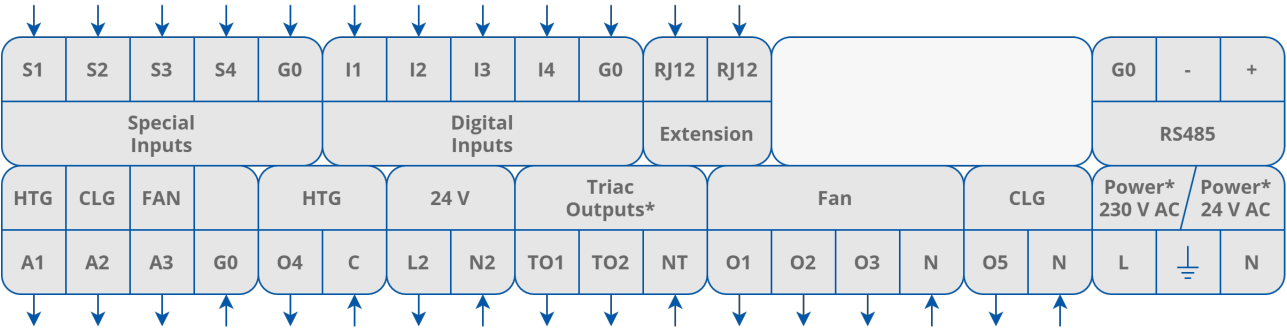 S1 S2 S3 S4 G0 I1 I2 I3 I4 G0 RJ12 RJ12 G0 - +
Special
Inputs
Digital
Inputs
Extension
RS485
HTG CLG FAN HTG 24 V
Triac
Outputs*
Fan CLG
Power*
230 V AC
Power*
24 V AC
A1 A2 A3 G0 O4 C L2 N2 TO1 TO2 NT O1 O2 O3 N O5 N L N